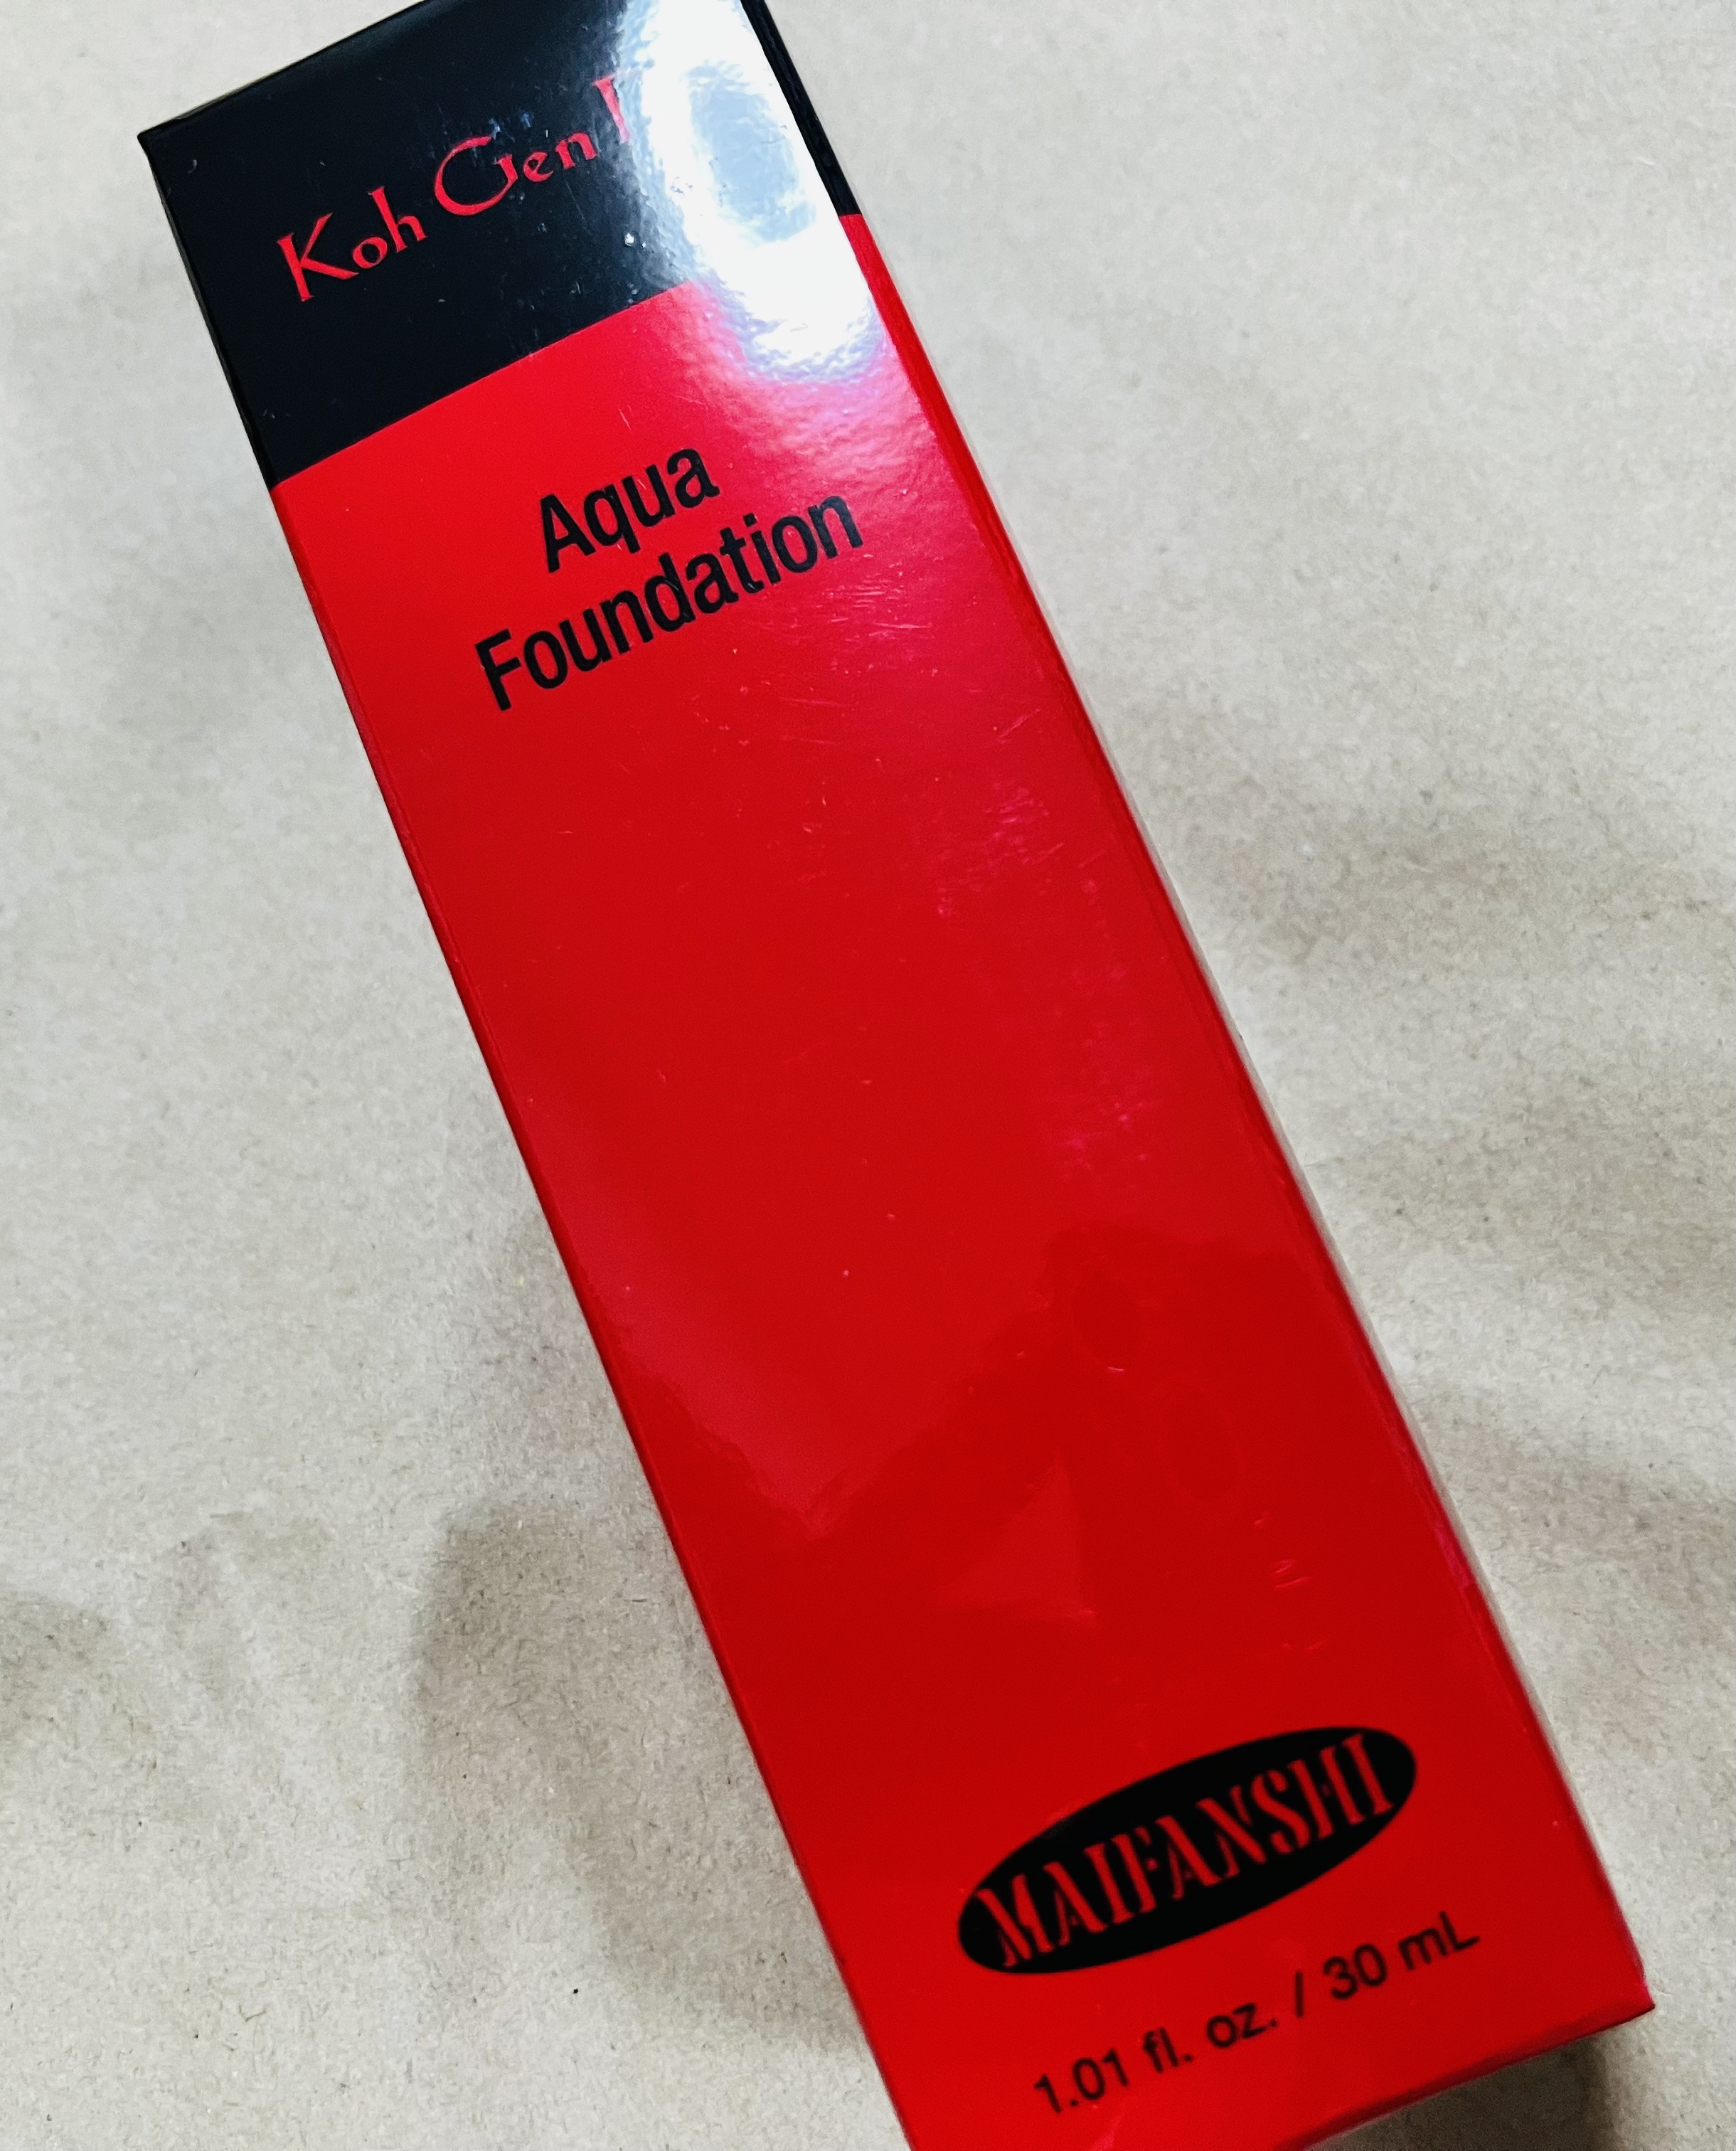 Koh Gen
Aqua
Foundation
MAIFANSHI
1.01 fl. oz. / 30 mL